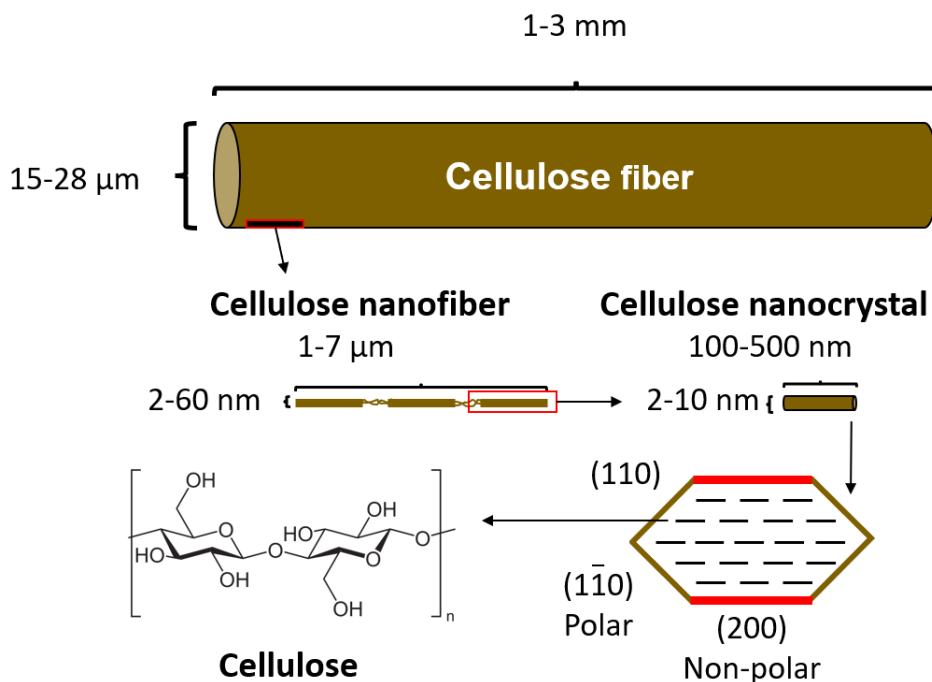 1-3 mm
15-28 µm
Cellulose fiber
Cellulose nanofiber
1-7 µm
2-60 nm
Cellulose nanocrystal
100-500 nm
2-10 nm
(110)
(11̄0)
Polar
(200)
Non-polar
OH
O
HO
OH
O
HO
OH
O
O
OH
n
Cellulose